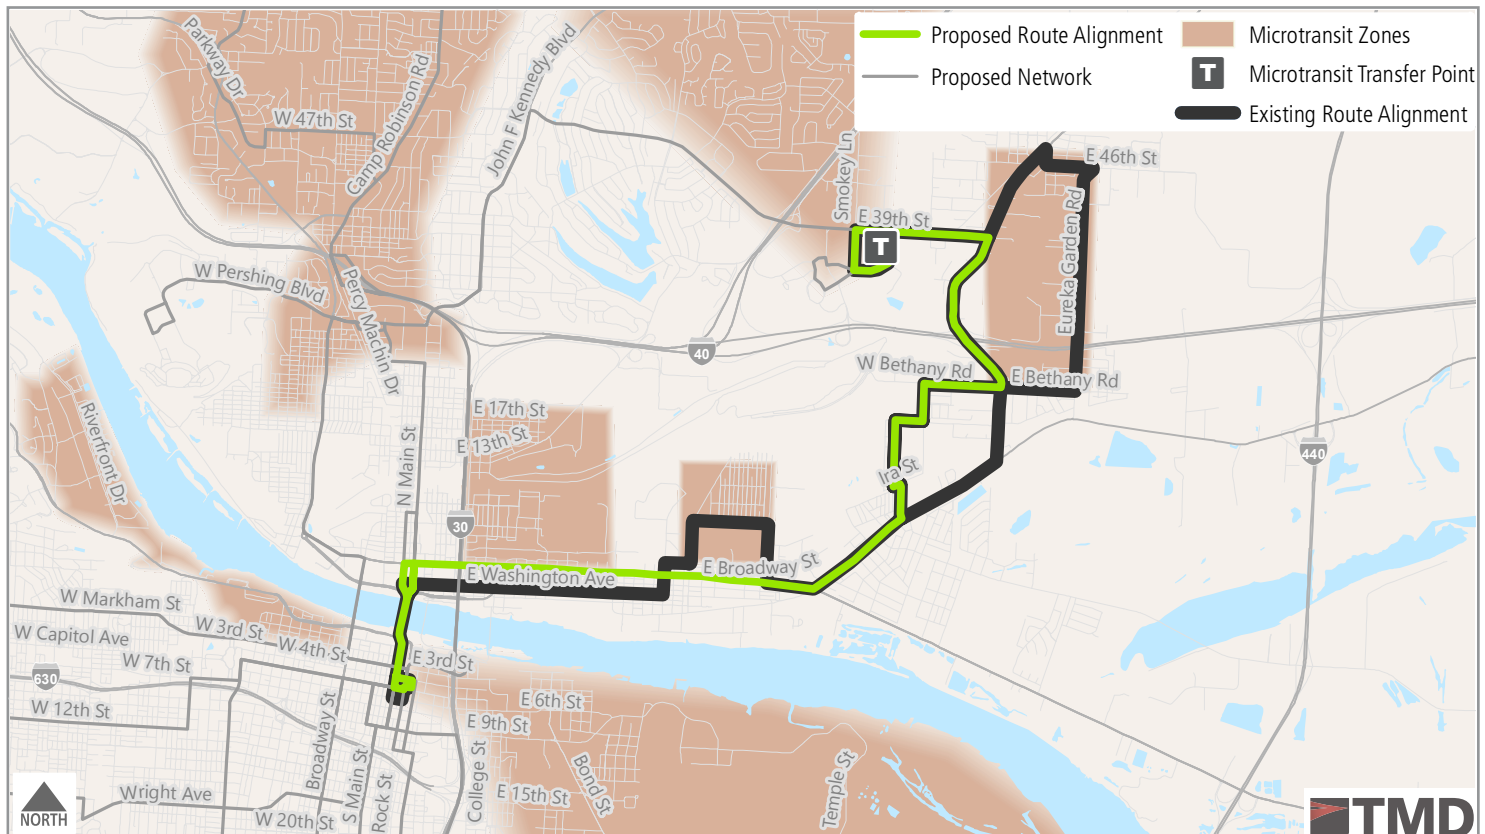 Proposed Route Alignment
Proposed Network
Microtransit Zones
T
Microtransit Transfer Point
Existing Route Alignment
Parkway Dr
W 47th St
Camp Robinson Rd
John F Kennedy Blvd
Smokey Ln
E 46th St
E 39th St
T
Eureka Garden Rd
W Pershing Blvd
Percy Machin Dr
40
W Bethany Rd
E Bethany Rd
Riverfront Dr
E 17th St
E 13th St
N Main St
Ira St
440
30
E Washington Ave
E Broadway St
W Markham St
W Capitol Ave
W 3rd St
W 4th St
W 7th St
E 3rd St
630
W 12th St
Broadway St
E 6th St
E 9th St
S Main St
Rock St
College St
Bond St
Temple St
E 15th St
Wright Ave
W 20th St
NORTH
TMD